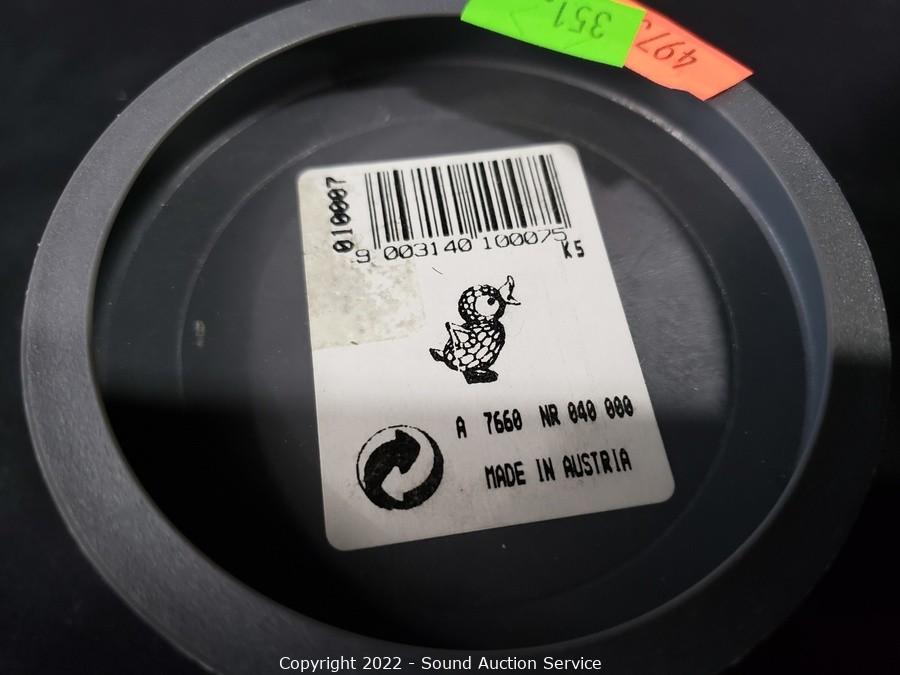 351
497
010007
9 003140 100075
K5
A 7660 NR 040 000
MADE IN AUSTRIA
Copyright 2022 - Sound Auction Service